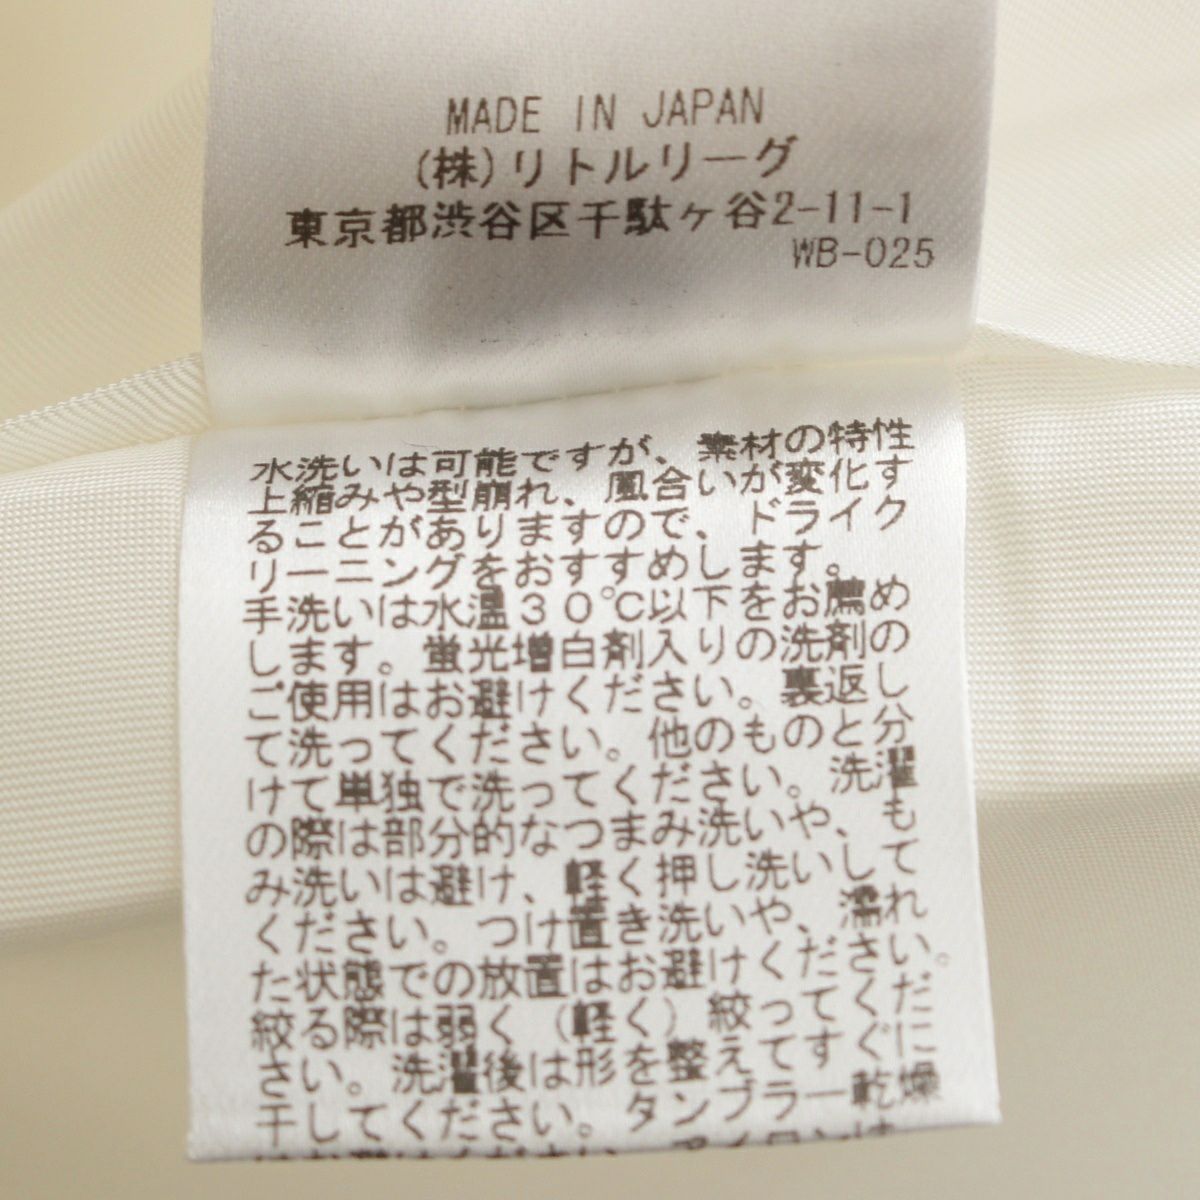 MADE IN JAPAN
(株)リトルリーグ
東京都渋谷区千駄ヶ谷2-11-1
WB-025
水洗いは可能ですが、素材の特性
上縮みや型崩れ、風合いが変化す
ることがありますので、ドライク
リーニングをおすすめします。
手洗いは水温30℃以下をお薦め
します。蛍光増白剤入りの洗剤の
ご使用はお避けください。裏返し
て洗ってください。他のものと分
けて単独で洗ってください。洗濯
の際は部分的なつまみ洗いや、も
み洗いは避け、軽く押し洗いして
ください。つけ置き洗いや、濡れ
た状態での放置はお避けください。
絞る際は弱く(軽く)絞ってくだ
さい。洗濯後は形を整えてすぐに
干してください。タンブラー乾燥
はお避けください。アイロンは